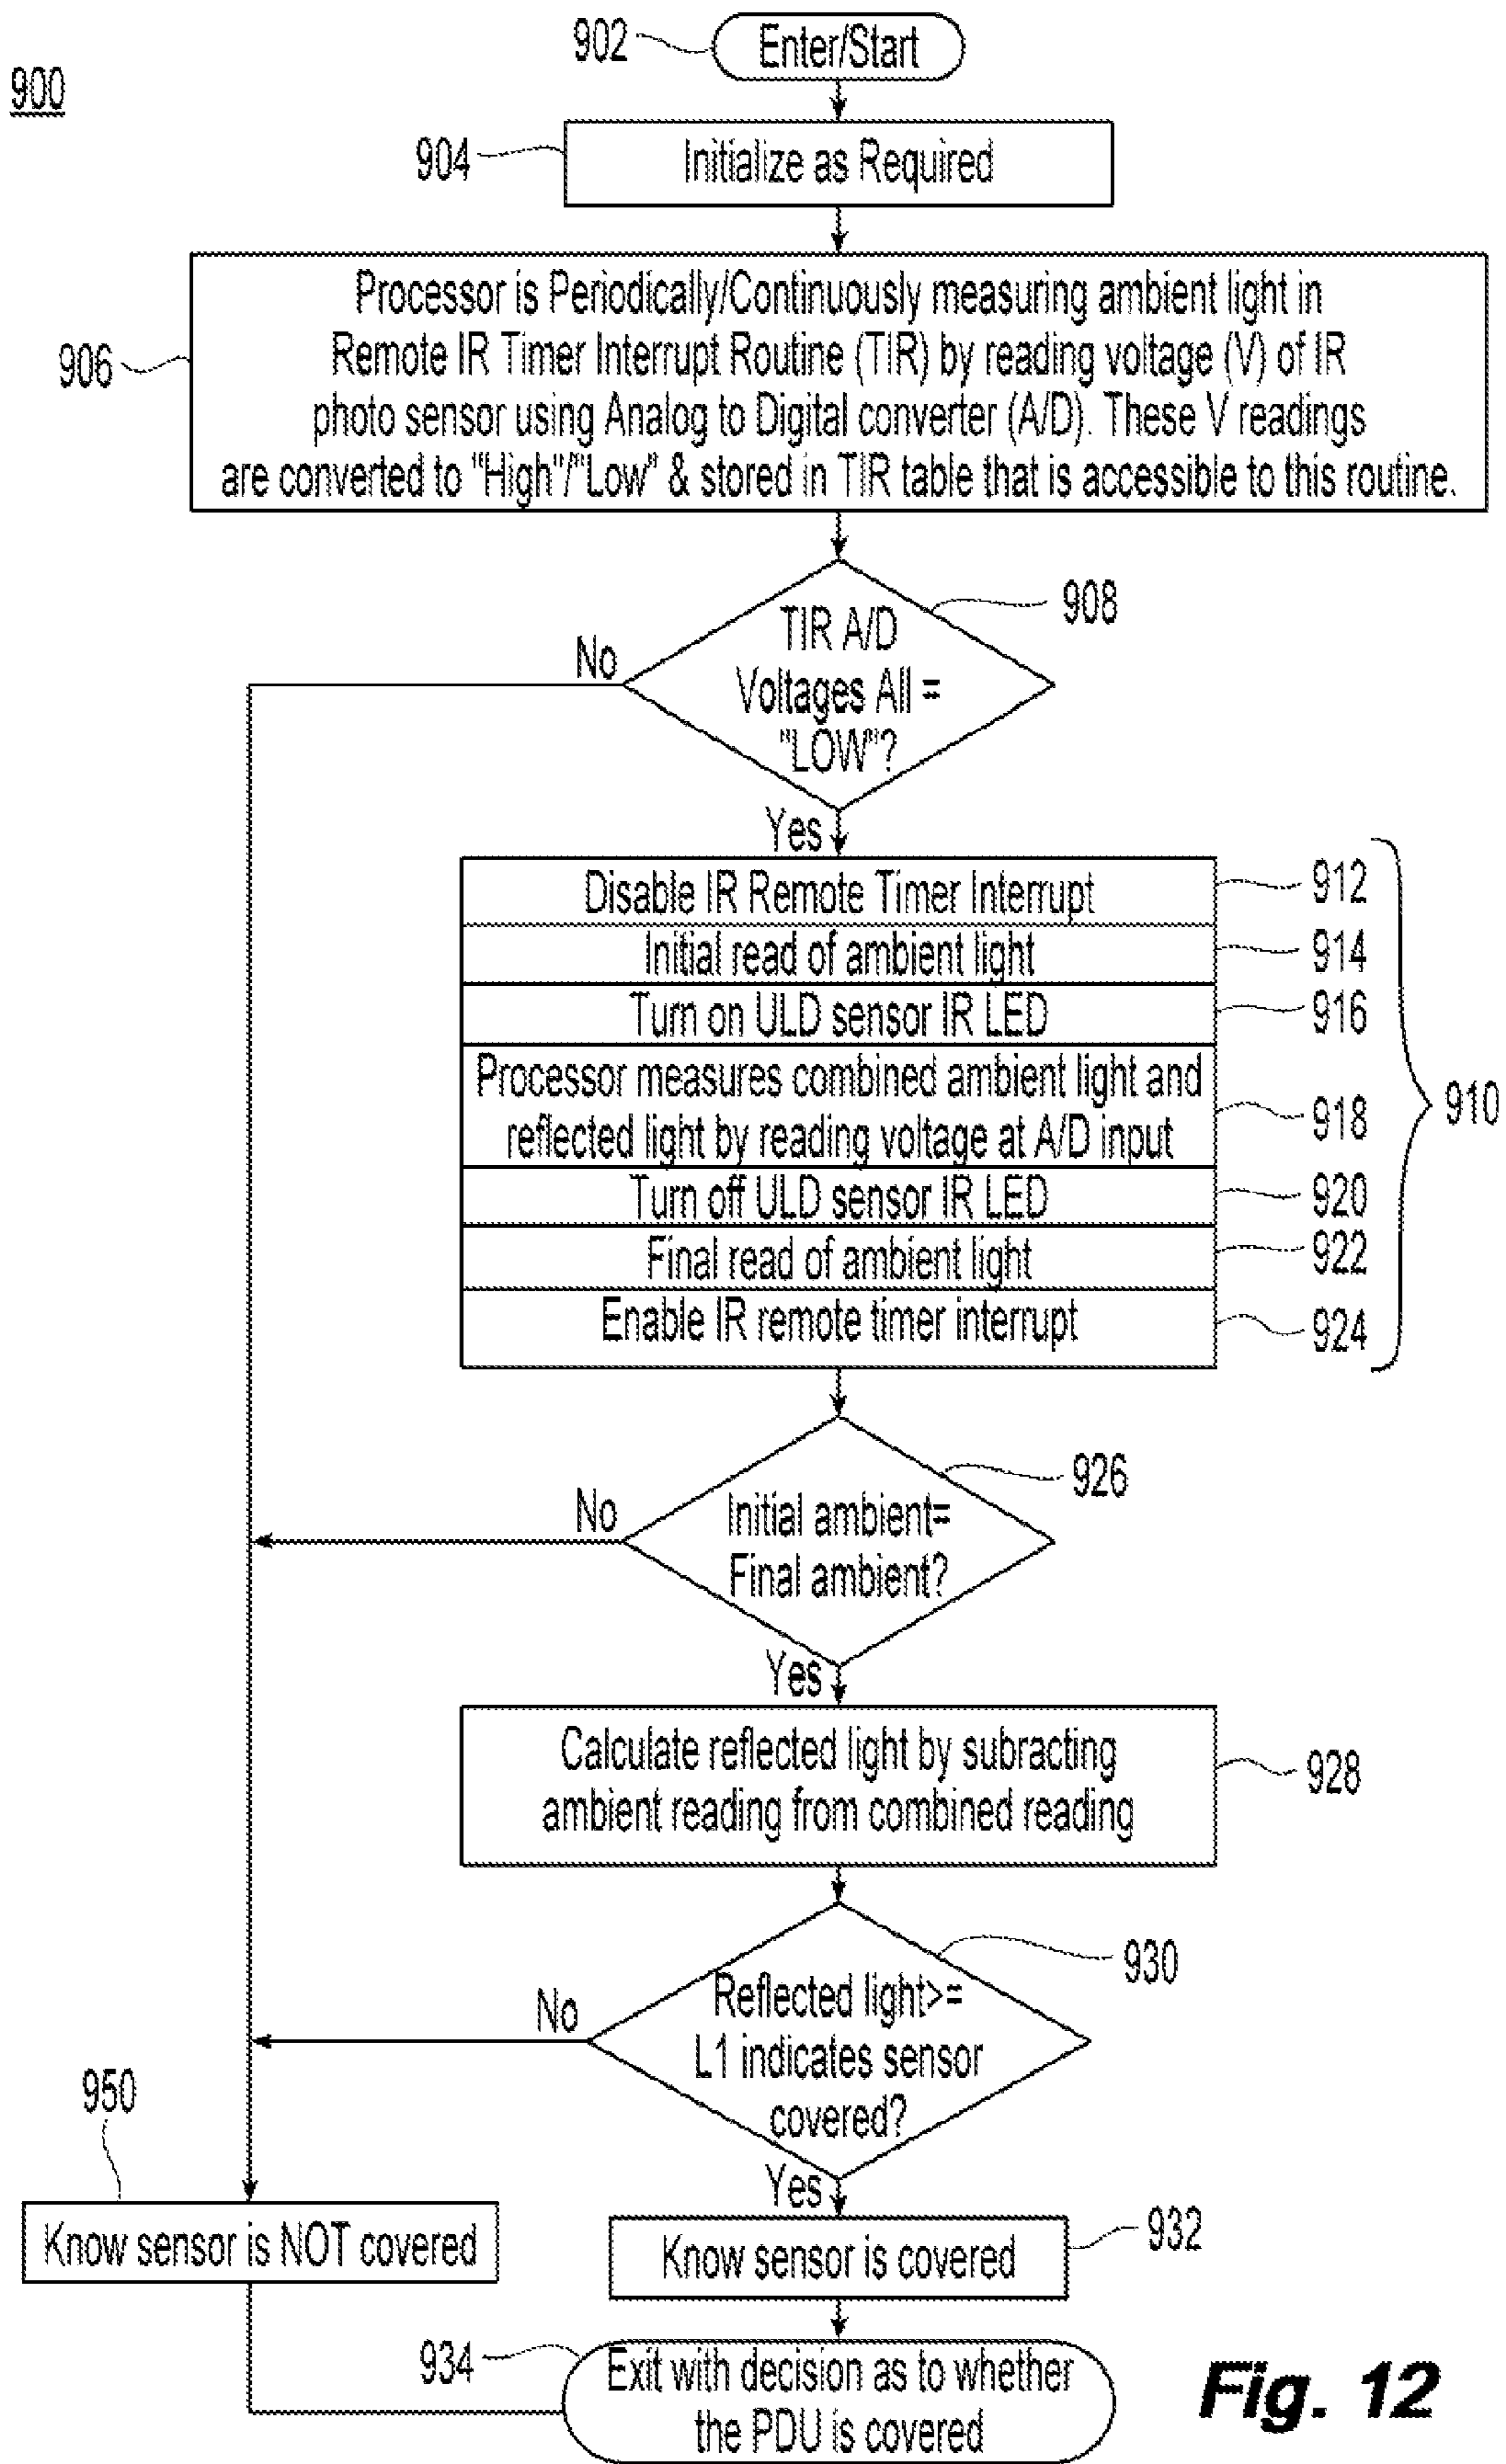 900
902
Enter/Start
904
Initialize as Required
906
Processor is Periodically/Continuously measuring ambient light in
Remote IR Timer Interrupt Routine (TIR) by reading voltage (V) of IR
photo sensor using Analog to Digital converter (A/D). These V readings
are converted to "High"/"Low" & stored in TIR table that is accessible to this routine.
908
TIR A/D
Voltages All =
"LOW"?
No
Yes
Disable IR Remote Timer Interrupt
912
Initial read of ambient light
914
Turn on ULD sensor IR LED
916
Processor measures combined ambient light and
reflected light by reading voltage at A/D input
918
910
Turn off ULD sensor IR LED
920
Final read of ambient light
922
Enable IR remote timer interrupt
924
926
Initial ambient=
Final ambient?
No
Yes
Calculate reflected light by subracting
ambient reading from combined reading
928
930
Reflected light>=
L1 indicates sensor
covered?
No
Yes
950
Know sensor is NOT covered
Know sensor is covered
932
934
Exit with decision as to whether
the PDU is covered
Fig. 12